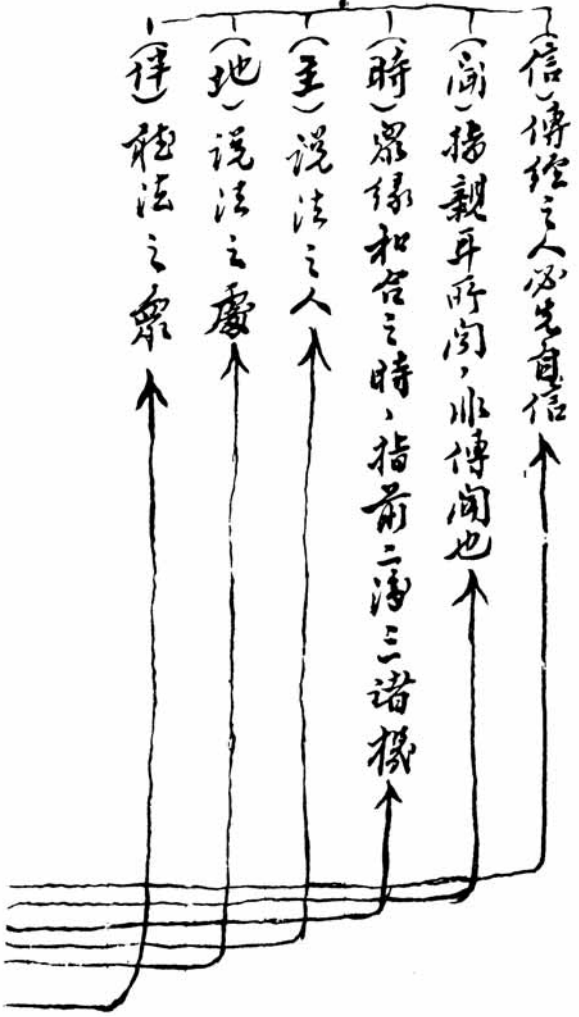 (信)傳經之人必先自信
(聞)指親耳所聞，非傳聞也
(時)眾緣和合之時，指前二後三諸機
(主)說法之人
(地)說法之處
(伴)聽法之眾